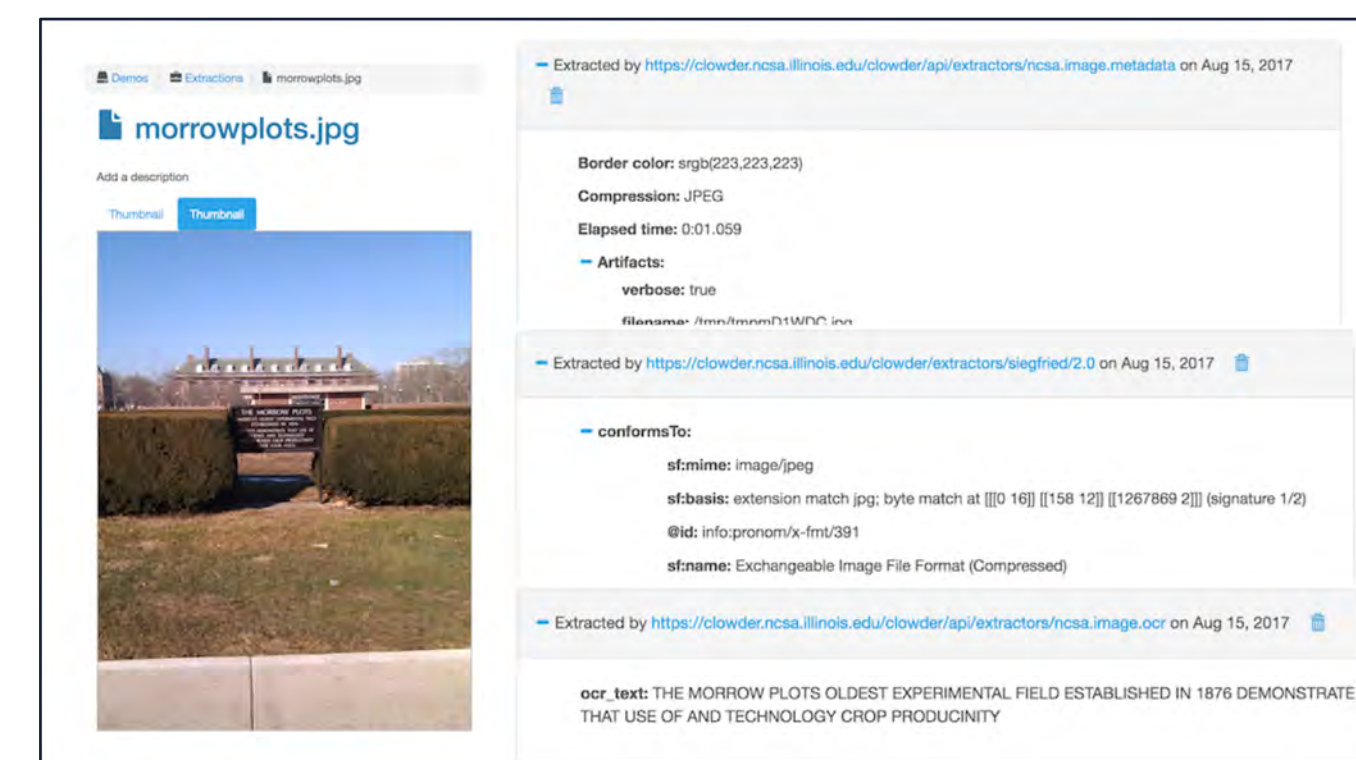 Demos Extractions morrowplots.jpg
morrowplots.jpg
Add a description
Thumbnail Thumbnail
THE MORROW PLOTS
Extracted by https://clowder.ncsa.illinois.edu/clowder/api/extractors/ncsa.image.metadata on Aug 15, 2017
Border color: srgb(223,223,223)
Compression: JPEG
Elapsed time: 0:01.059
Artifacts:
verbose: true
filename: /tmp/tmpmD1WDC.jpg
Extracted by https://clowder.ncsa.illinois.edu/clowder/extractors/siegfried/2.0 on Aug 15, 2017
conformsTo:
sf:mime: image/jpeg
sf:basis: extension match jpg; byte match at [[[0 16]] [[158 12]] [[1267869 2]]] (signature 1/2)
@id: info:pronom/x-fmt/391
sf:name: Exchangeable Image File Format (Compressed)
Extracted by https://clowder.ncsa.illinois.edu/clowder/api/extractors/ncsa.image.ocr on Aug 15, 2017
ocr_text: THE MORROW PLOTS OLDEST EXPERIMENTAL FIELD ESTABLISHED IN 1876 DEMONSTRATE
THAT USE OF AND TECHNOLOGY CROP PRODUCINITY